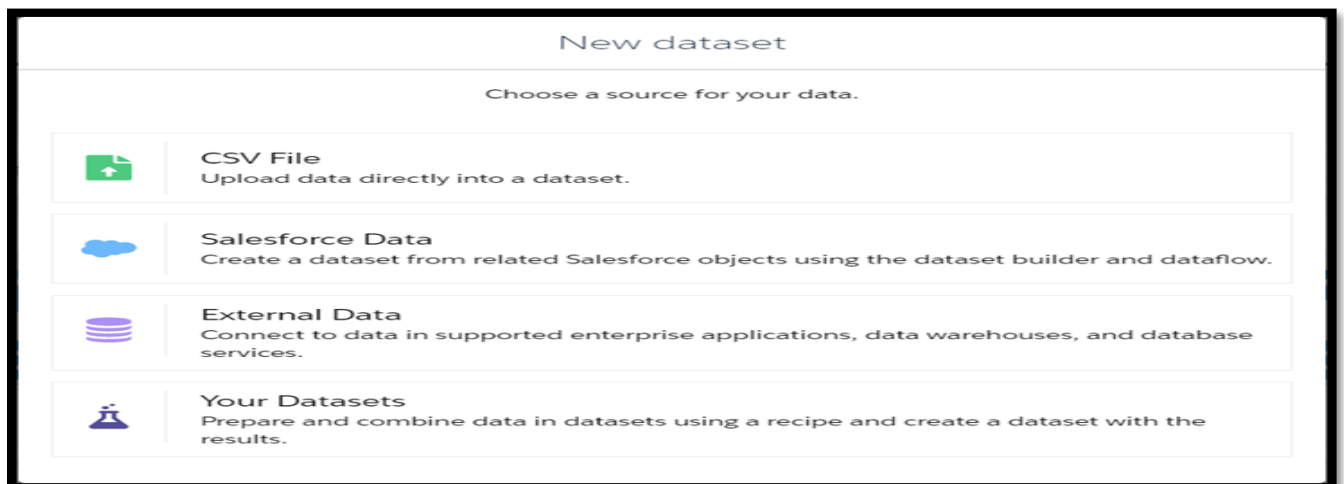 New dataset
Choose a source for your data.
CSV File
Upload data directly into a dataset.
Salesforce Data
Create a dataset from related Salesforce objects using the dataset builder and dataflow.
External Data
Connect to data in supported enterprise applications, data warehouses, and database
services.
Your Datasets
Prepare and combine data in datasets using a recipe and create a dataset with the
results.